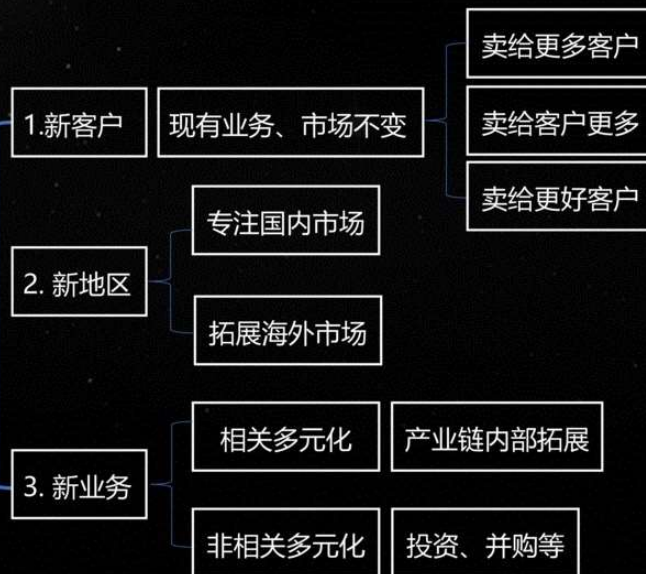 卖给更多客户
1.新客户
现有业务、市场不变
卖给客户更多
卖给更好客户
专注国内市场
2. 新地区
拓展海外市场
相关多元化
产业链内部拓展
3. 新业务
非相关多元化
投资、并购等